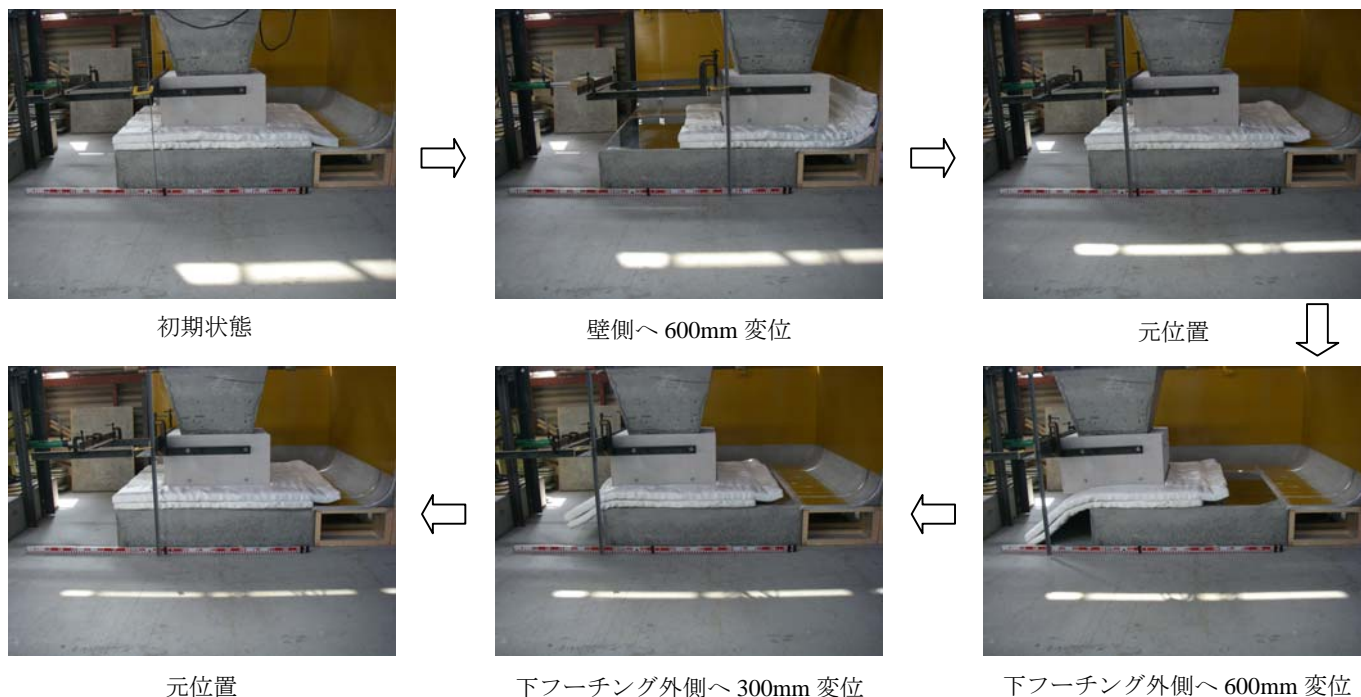 初期状態
壁側へ 600mm 変位
元位置
下フーチング外側へ 600mm 変位
下フーチング外側へ 300mm 変位
元位置